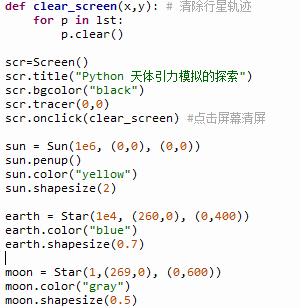 def clear_screen(x,y): # 清除行星轨迹
    for p in lst:
        p.clear()

scr=Screen()
scr.title("Python 天体引力模拟的探索")
scr.bgcolor("black")
scr.tracer(0,0)
scr.onclick(clear_screen) #点击屏幕清屏

sun = Sun(1e6, (0,0), (0,0))
sun.penup()
sun.color("yellow")
sun.shapesize(2)

earth = Star(1e4, (260,0), (0,400))
earth.color("blue")
earth.shapesize(0.7)

moon = Star(1,(269,0), (0,600))
moon.color("gray")
moon.shapesize(0.5)